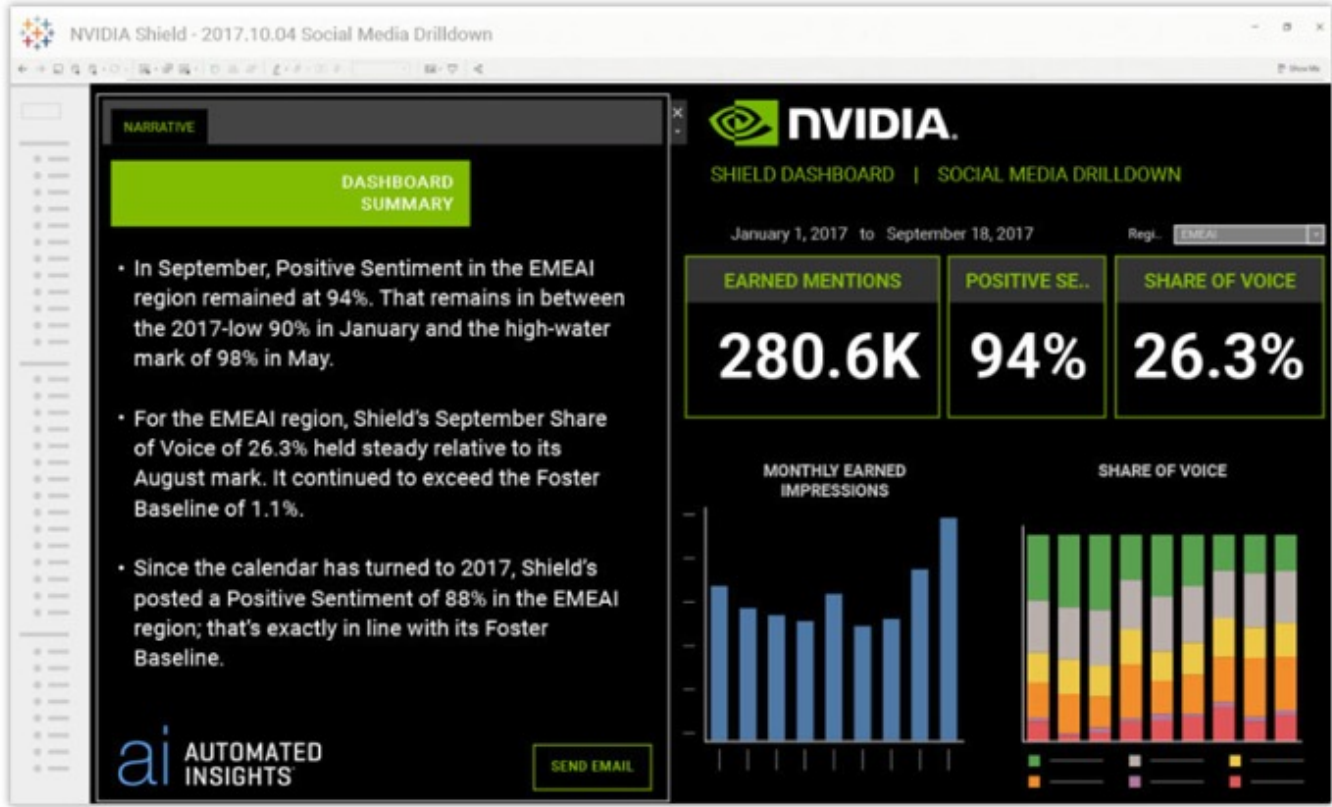 NVIDIA Shield - 2017.10.04 Social Media Drilldown
Show Me
NARRATIVE
DASHBOARD
SUMMARY
• In September, Positive Sentiment in the EMEAI
region remained at 94%. That remains in between
the 2017-low 90% in January and the high-water
mark of 98% in May.
• For the EMEAI region, Shield's September Share
of Voice of 26.3% held steady relative to its
August mark. It continued to exceed the Foster
Baseline of 1.1%.
• Since the calendar has turned to 2017, Shield's
posted a Positive Sentiment of 88% in the EMEAI
region; that's exactly in line with its Foster
Baseline.
ai AUTOMATED
INSIGHTS
SEND EMAIL
NVIDIA.
SHIELD DASHBOARD | SOCIAL MEDIA DRILLDOWN
January 1, 2017 to September 18, 2017
Regi.. EMEAI
EARNED MENTIONS
280.6K
POSITIVE SE..
94%
SHARE OF VOICE
26.3%
MONTHLY EARNED
IMPRESSIONS
SHARE OF VOICE